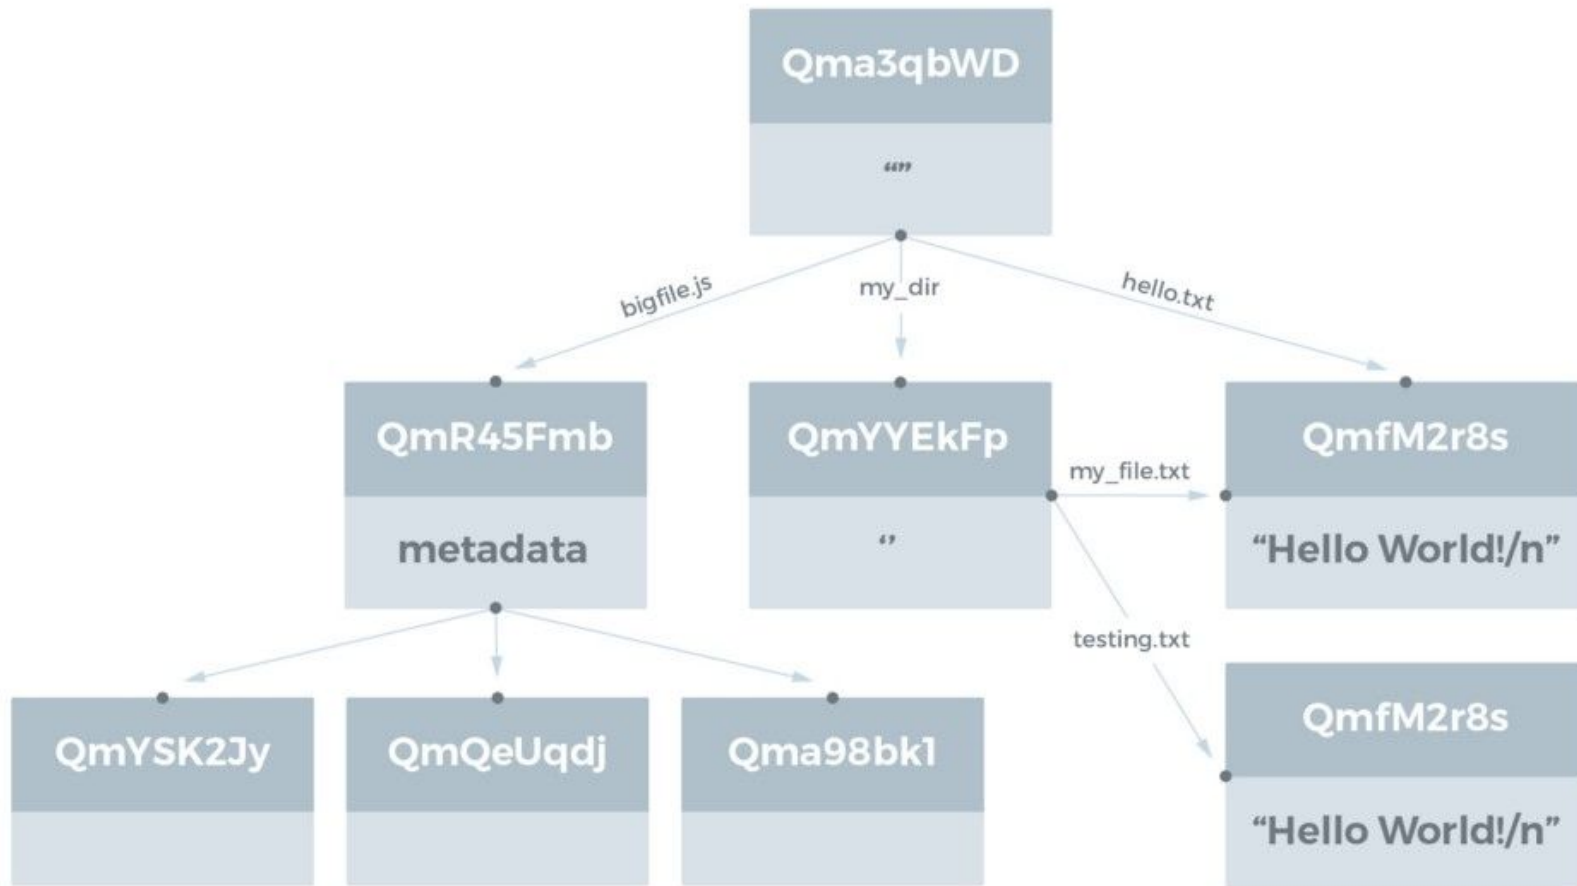 Qma3qbWD
“”
bigfile.js
my_dir
hello.txt
QmR45Fmb
metadata
QmYYEkFp
‘’
my_file.txt
testing.txt
QmfM2r8s
“Hello World!/n”
QmYSK2Jy
QmQeUqdj
Qma98bk1
QmfM2r8s
“Hello World!/n”